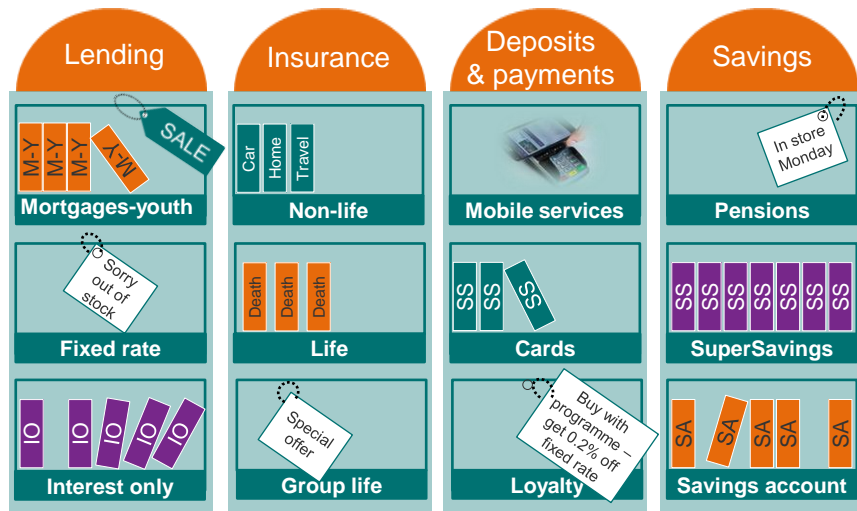 Lending
M-Y
M-Y
M-Y
M-Y
SALE
Mortgages-youth
Sorry
out of
stock
Fixed rate
IO
IO
IO
IO
IO
Interest only
Insurance
Car
Home
Travel
Non-life
Death
Death
Death
Life
Special
offer
Group life
Deposits
& payments
Mobile services
SS
SS
SS
Cards
Buy with
programme –
get 0.2% off
fixed rate
Loyalty
Savings
In store
Monday
Pensions
SS
SS
SS
SS
SS
SS
SS
SuperSavings
SA
SA
SA
SA
SA
Savings account